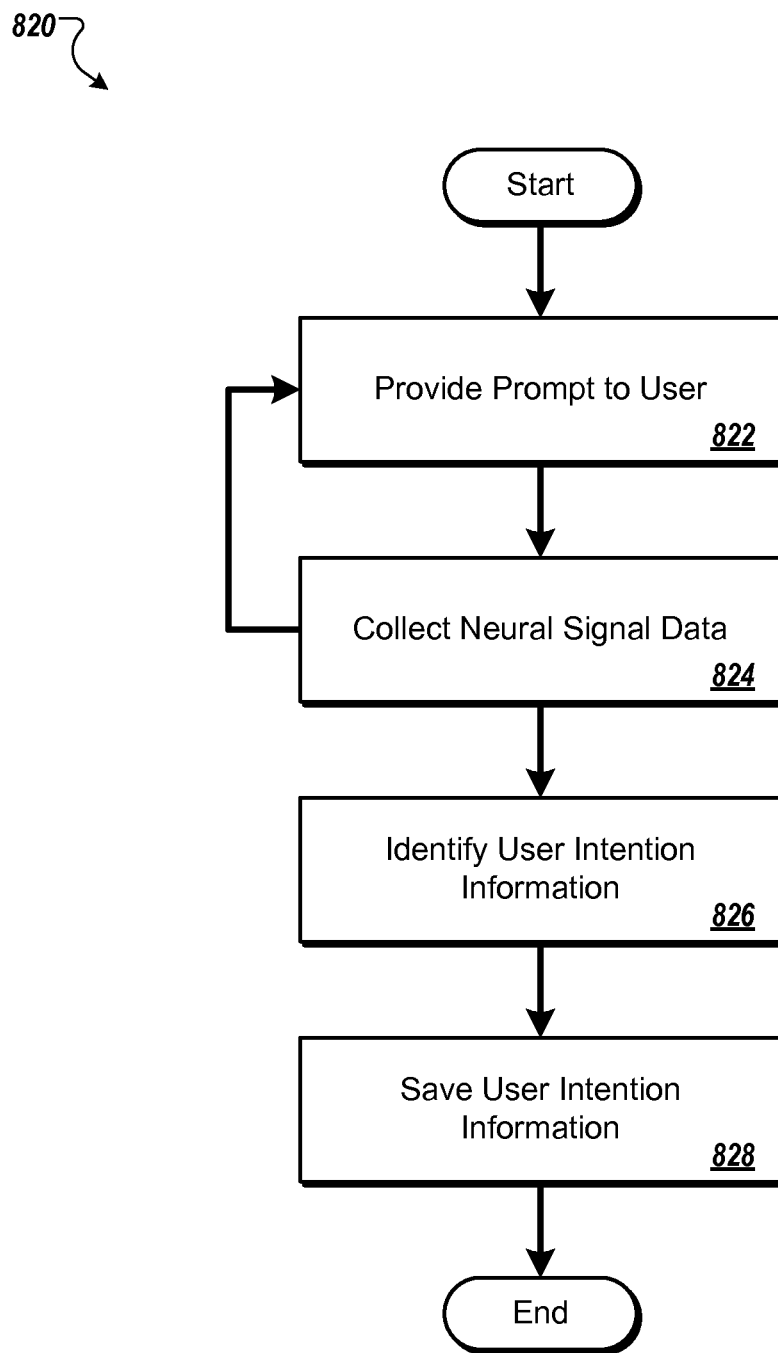 820
Start
Provide Prompt to User
822
Collect Neural Signal Data
824
Identify User Intention
Information
826
Save User Intention
Information
828
End